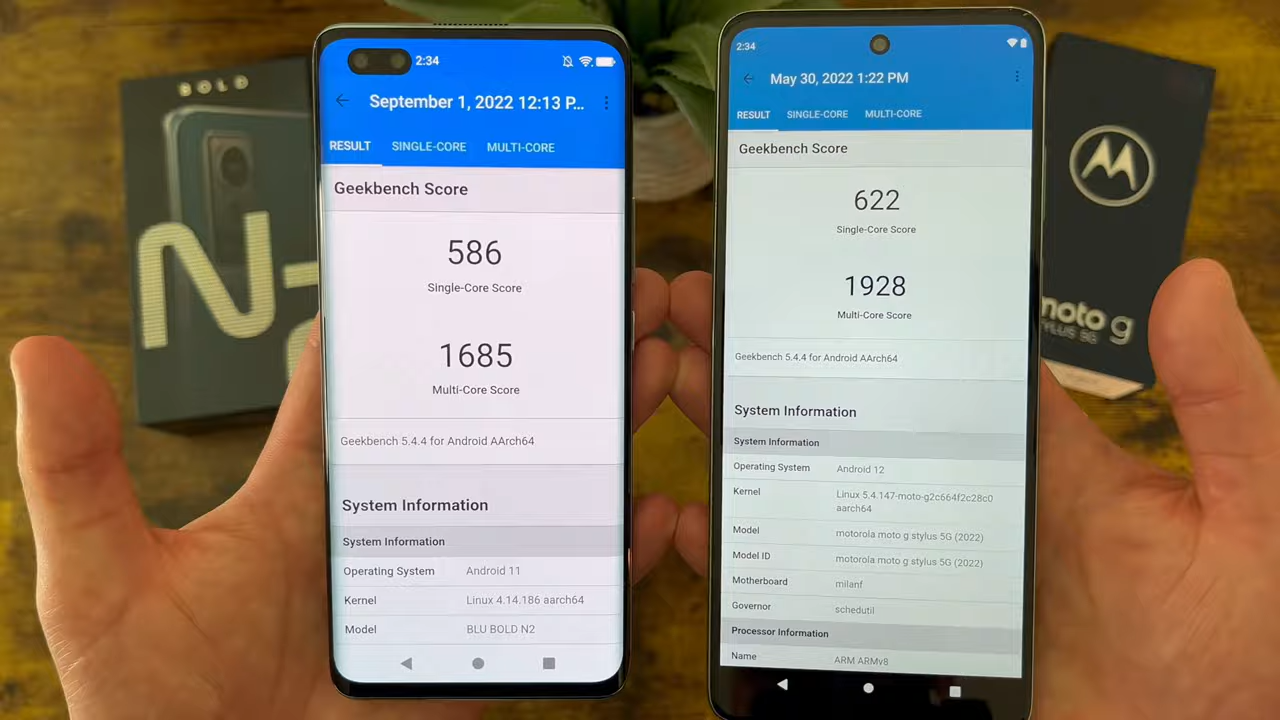 BOLD
N-
2:34
September 1, 2022 12:13 P...
RESULT SINGLE-CORE MULTI-CORE
Geekbench Score
586
Single-Core Score
1685
Multi-Core Score
Geekbench 5.4.4 for Android AArch64
System Information
System Information
Operating System Android 11
Kernel Linux 4.14.186 aarch64
Model BLU BOLD N2
2:34
May 30, 2022 1:22 PM
RESULT SINGLE-CORE MULTI-CORE
Geekbench Score
622
Single-Core Score
1928
Multi-Core Score
Geekbench 5.4.4 for Android AArch64
System Information
System Information
Operating System Android 12
Kernel Linux 5.4.147-moto-g2c664f2c28c0
aarch64
Model motorola moto g stylus 5G (2022)
Model ID motorola moto g stylus 5G (2022)
Motherboard milanf
Governor schedutil
Processor Information
Name ARM ARMv8
moto g
STYLUS 5G